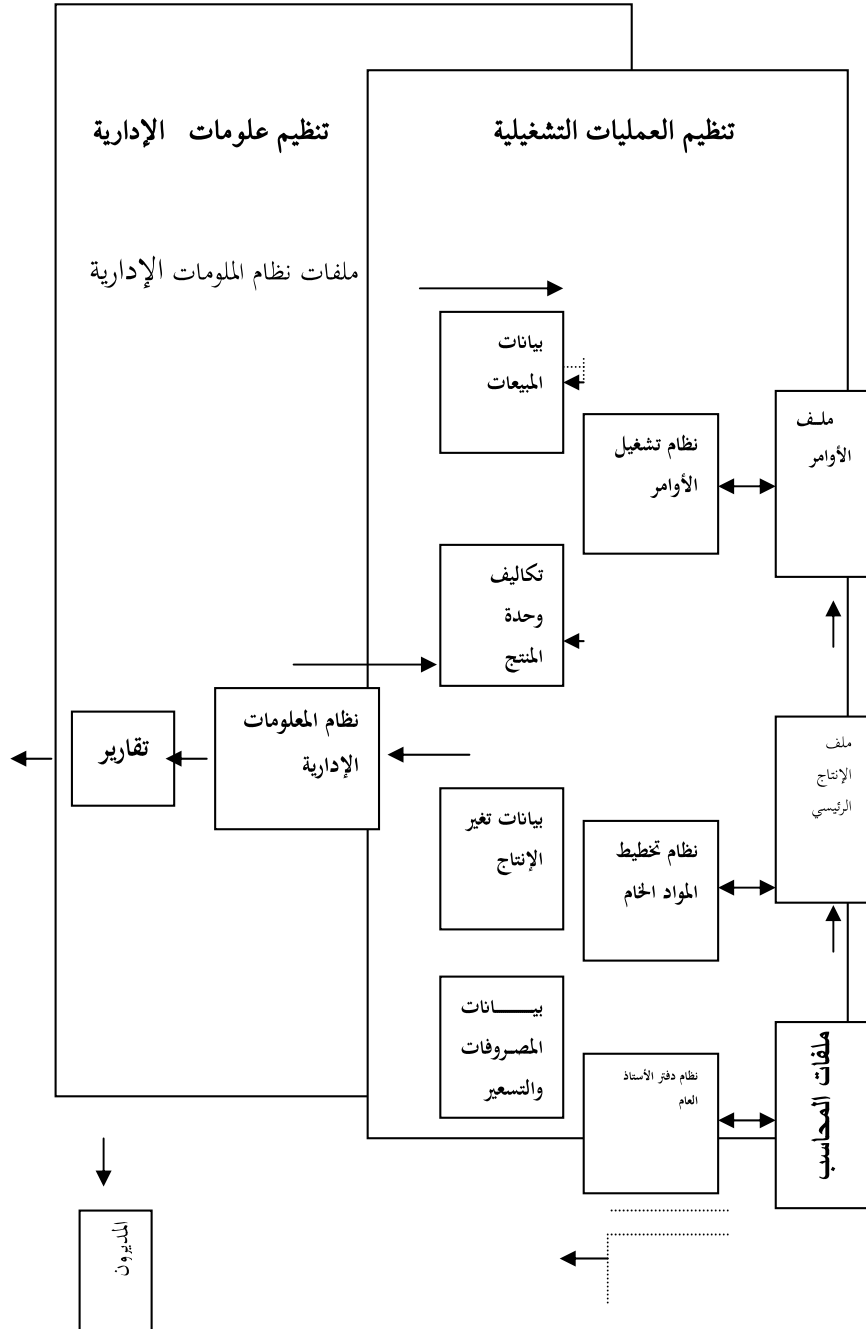 تنظيم العمليات التشغيلية
تنظيم علومات الإدارية
ملفات نظام الملومات الإدارية
بيانات
المبيعات
ملف
الأوامر
نظام تشغيل
الأوامر
تكاليف
وحدة
المنتج
نظام المعلومات
الإدارية
تقارير
ملف
الإنتاج
الرئيسي
بيانات تغير
الإنتاج
نظام تخطيط
المواد الخام
بيانات
المصروفات
والتسعير
ملفات المحاسب
نظام دفتر الأستاذ
العام
المديرون